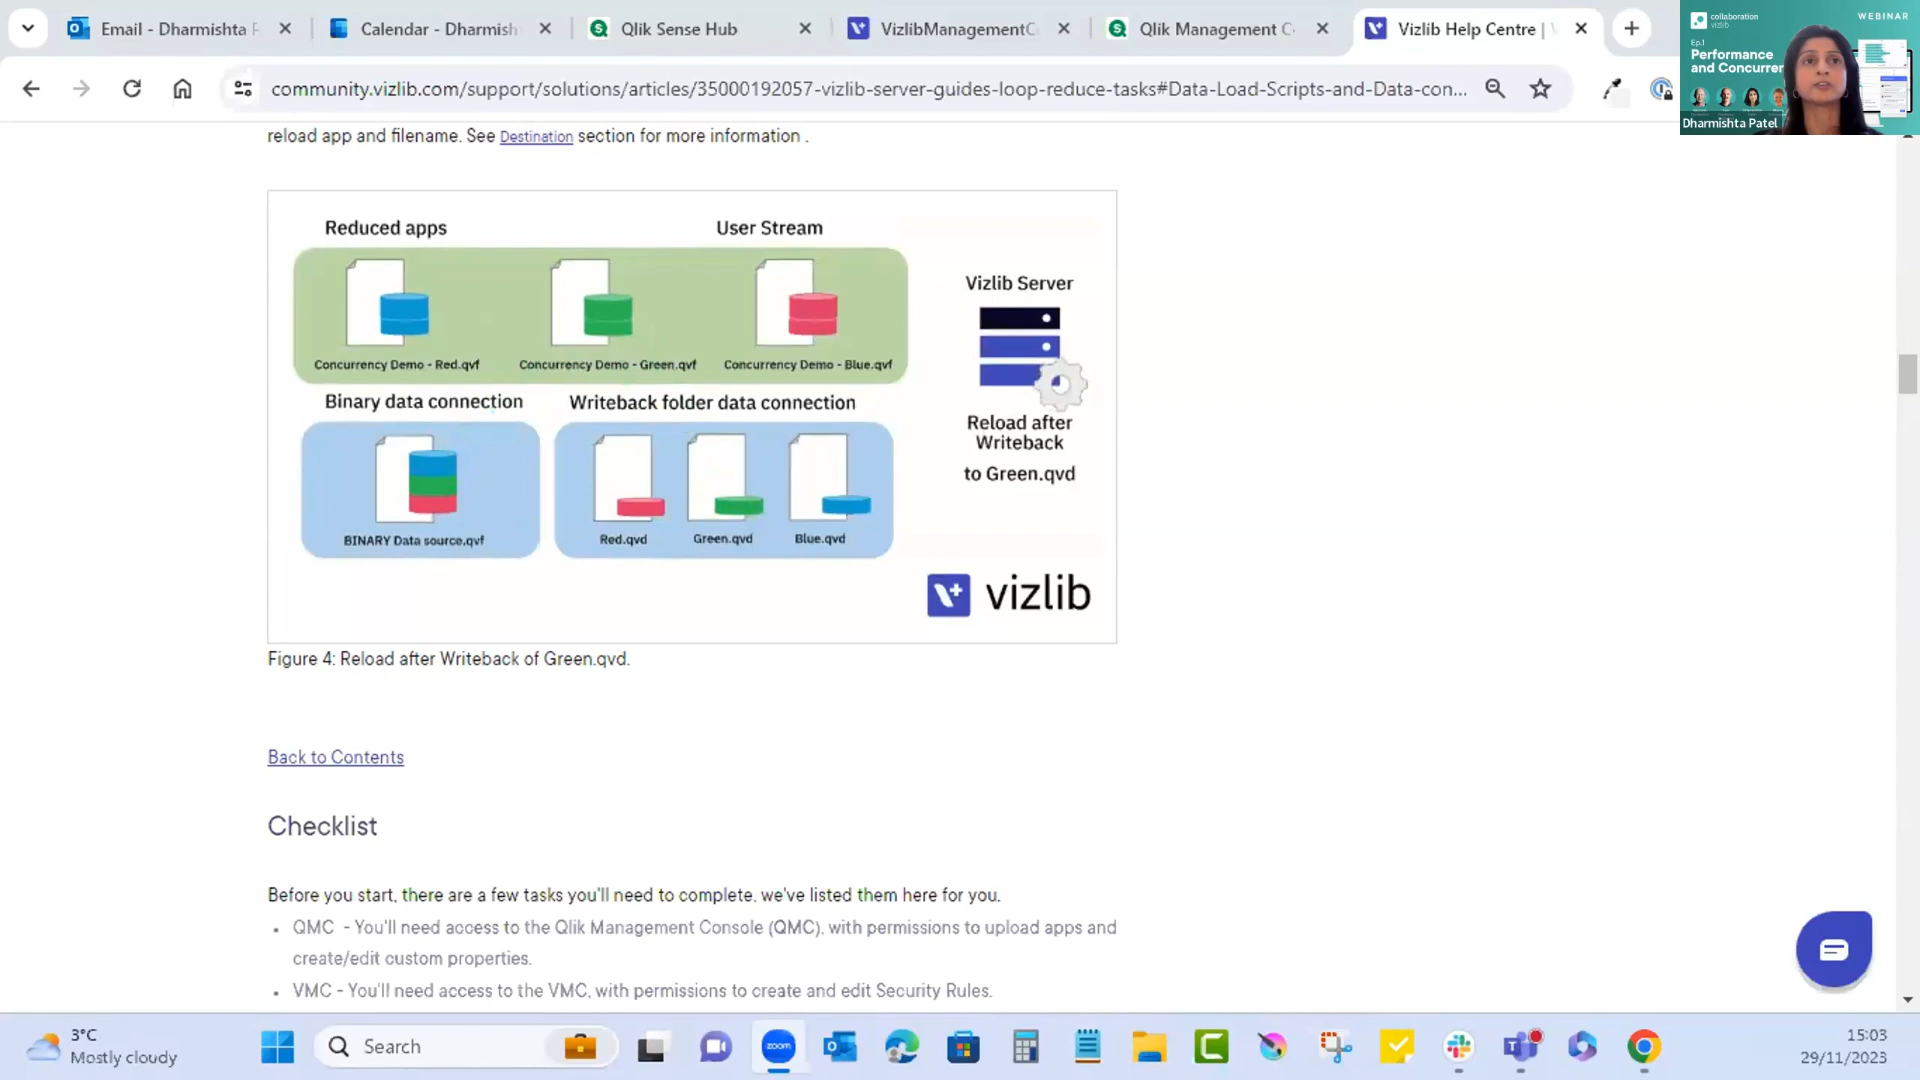 Email - Dharmishta P
Calendar - Dharmish
Qlik Sense Hub
VizlibManagementC
Qlik Management C
Vizlib Help Centre |
community.vizlib.com/support/solutions/articles/35000192057-vizlib-server-guides-loop-reduce-tasks#Data-Load-Scripts-and-Data-con...
collaboration
vizlib
WEBINAR
Ep.1
Performance
and Concurren
Dharmishta Patel
reload app and filename. See Destination section for more information .
Reduced apps
User Stream
Concurrency Demo - Red.qvf
Concurrency Demo - Green.qvf
Concurrency Demo - Blue.qvf
Binary data connection
Writeback folder data connection
BINARY Data source.qvf
Red.qvd
Green.qvd
Blue.qvd
Vizlib Server
Reload after
Writeback
to Green.qvd
vizlib
Figure 4: Reload after Writeback of Green.qvd.
Back to Contents
Checklist
Before you start, there are a few tasks you'll need to complete, we've listed them here for you.
• QMC - You'll need access to the Qlik Management Console (QMC), with permissions to upload apps and
create/edit custom properties.
• VMC - You'll need access to the VMC, with permissions to create and edit Security Rules.
3°C
Mostly cloudy
Search
zoom
15:03
29/11/2023